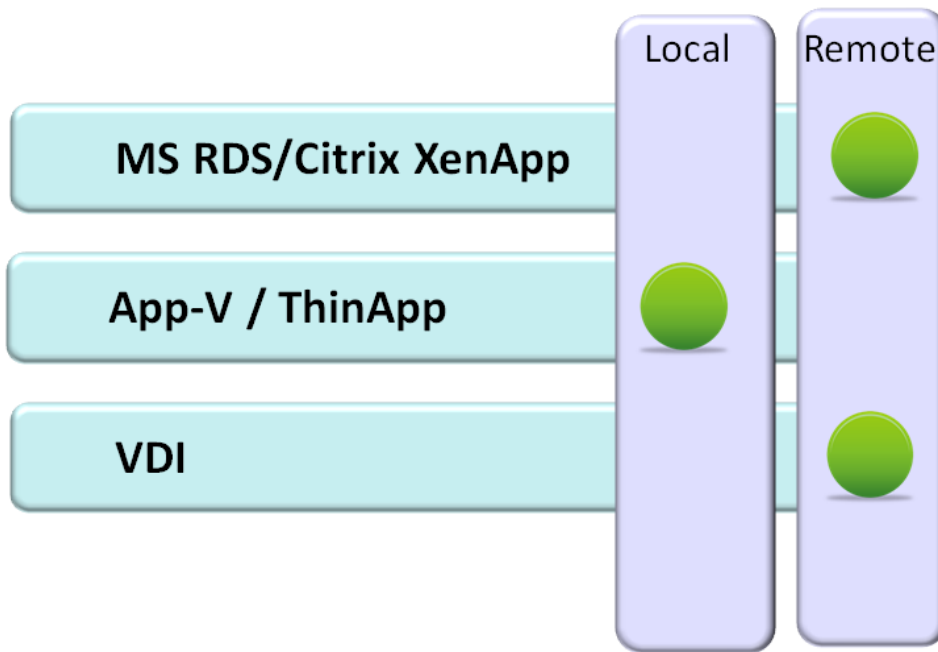 Local
Remote
MS RDS/Citrix XenApp
App-V / ThinApp
VDI